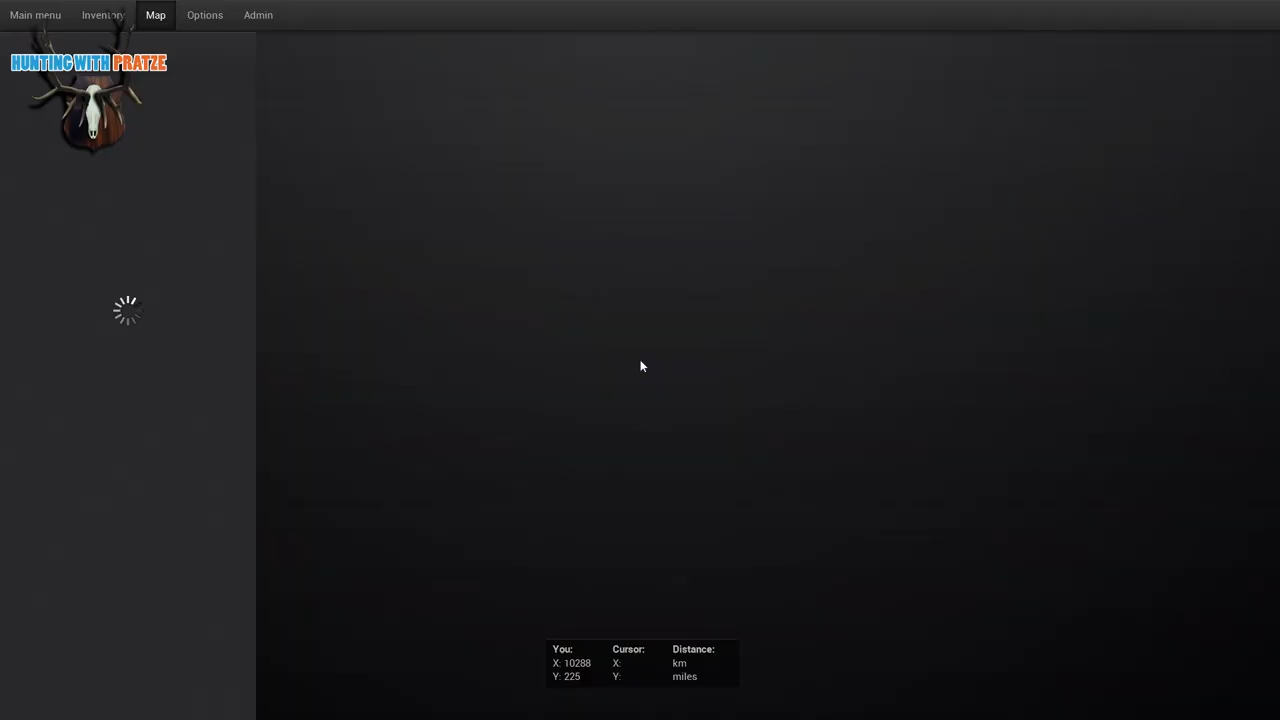 Main menu Inventory Map Options Admin
HUNTING WITH PRATZE
You: Cursor: Distance:
X: 10288 X: km
Y: 225 Y: miles